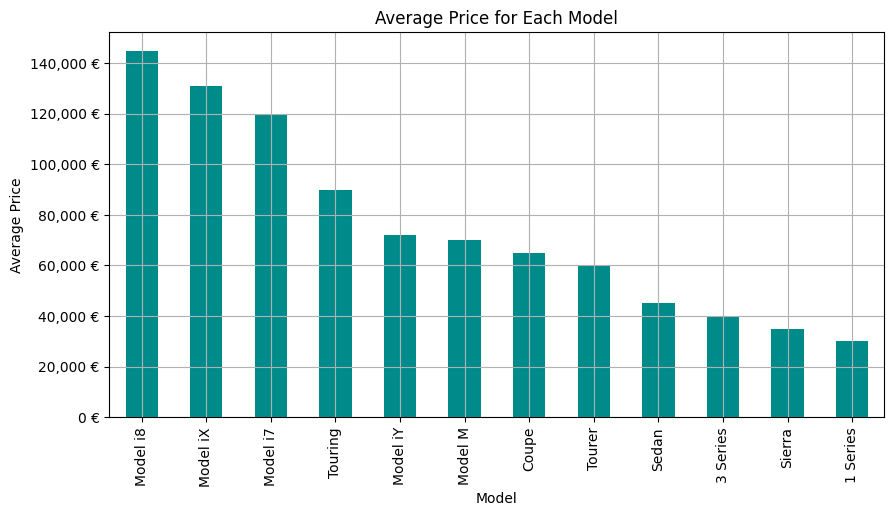 Average Price for Each Model
Average Price
140,000 €
120,000 €
100,000 €
80,000 €
60,000 €
40,000 €
20,000 €
0 €
Model i8
Model iX
Model i7
Touring
Model iY
Model M
Coupe
Tourer
Sedan
3 Series
Sierra
1 Series
Model